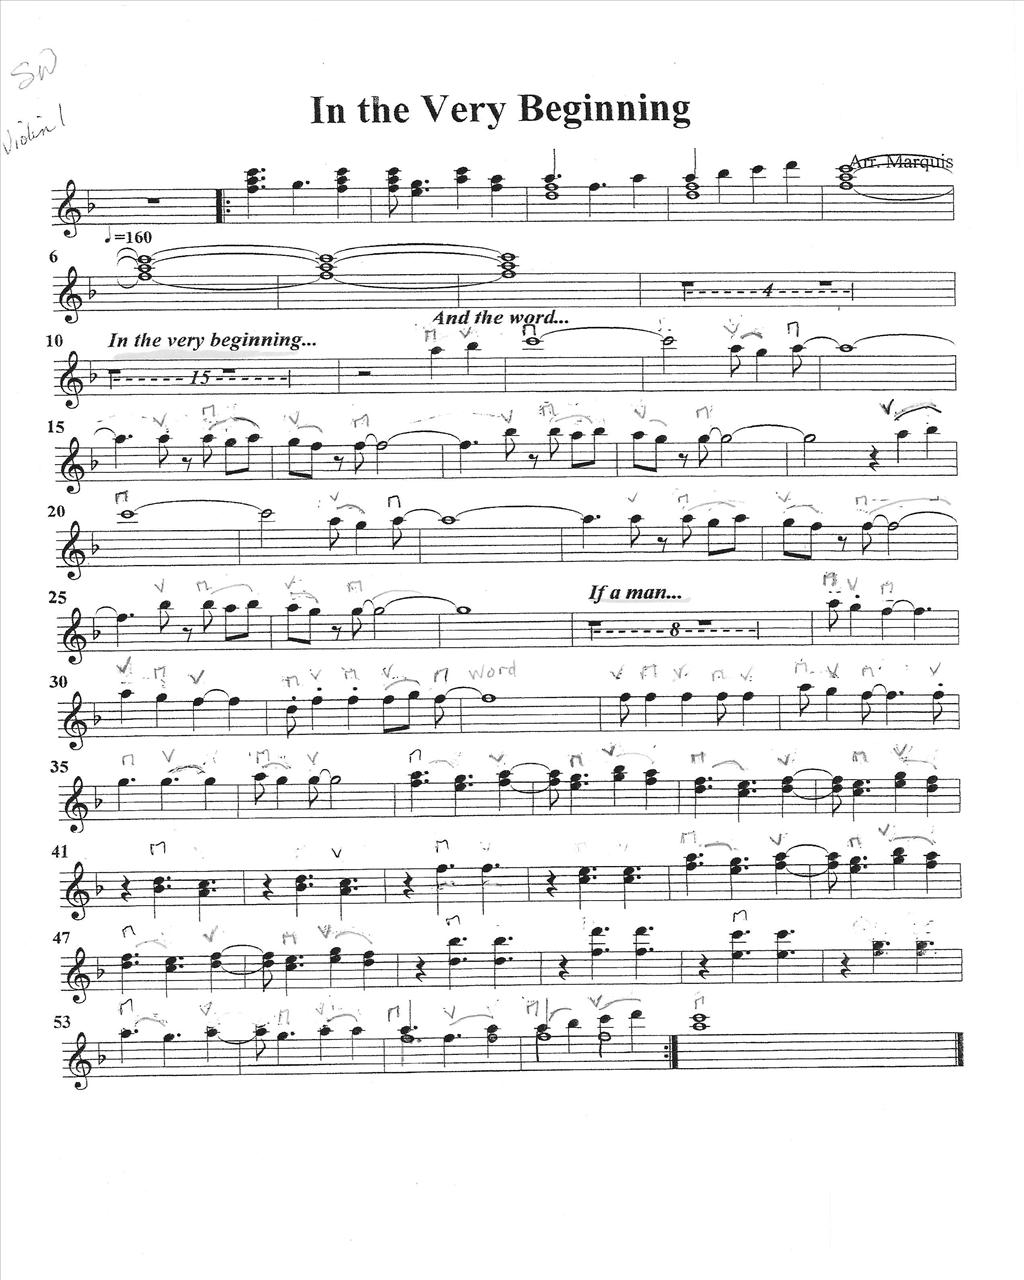 SW
Violin 1
In the Very Beginning
Arr. Marquis
♩=160
6
4
And the word...
10
In the very beginning...
15
15
20
25
If a man...
8
30
Word
35
41
47
53